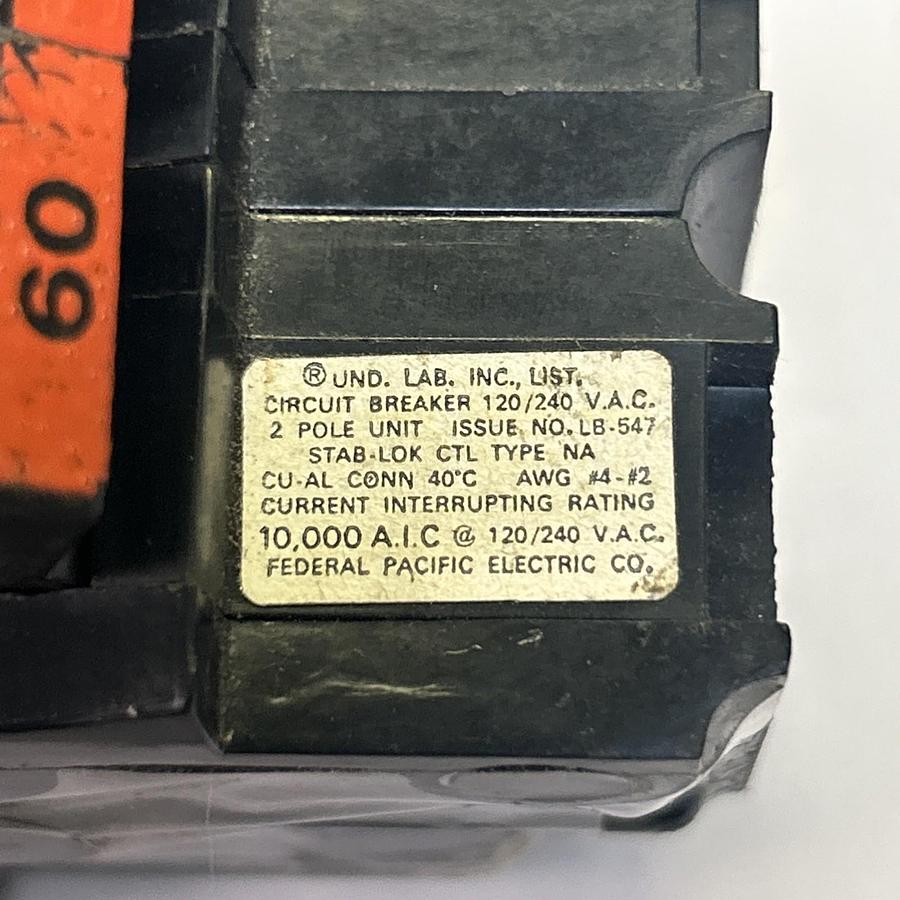 60
® UND. LAB. INC., LIST.
CIRCUIT BREAKER 120/240 V.A.C.
2 POLE UNIT ISSUE NO. LB-547
STAB-LOK CTL TYPE NA
CU-AL CONN 40°C AWG #4-#2
CURRENT INTERRUPTING RATING
10,000 A.I.C @ 120/240 V.A.C.
FEDERAL PACIFIC ELECTRIC CO.